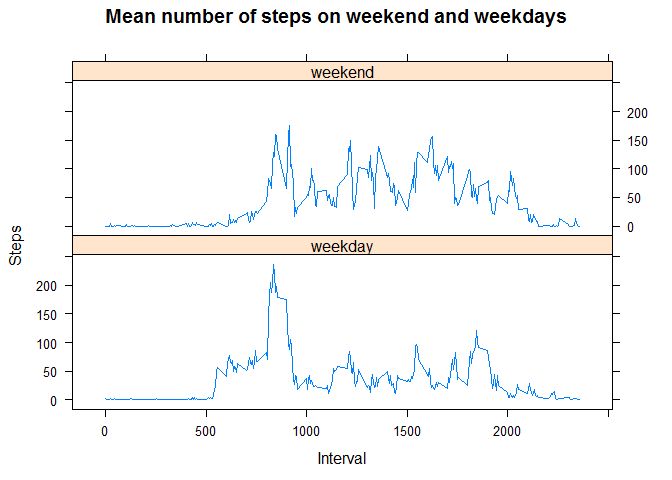 Mean number of steps on weekend and weekdays
weekend
200
150
100
50
0
weekday
200
150
100
50
0
Steps
0 500 1000 1500 2000
Interval